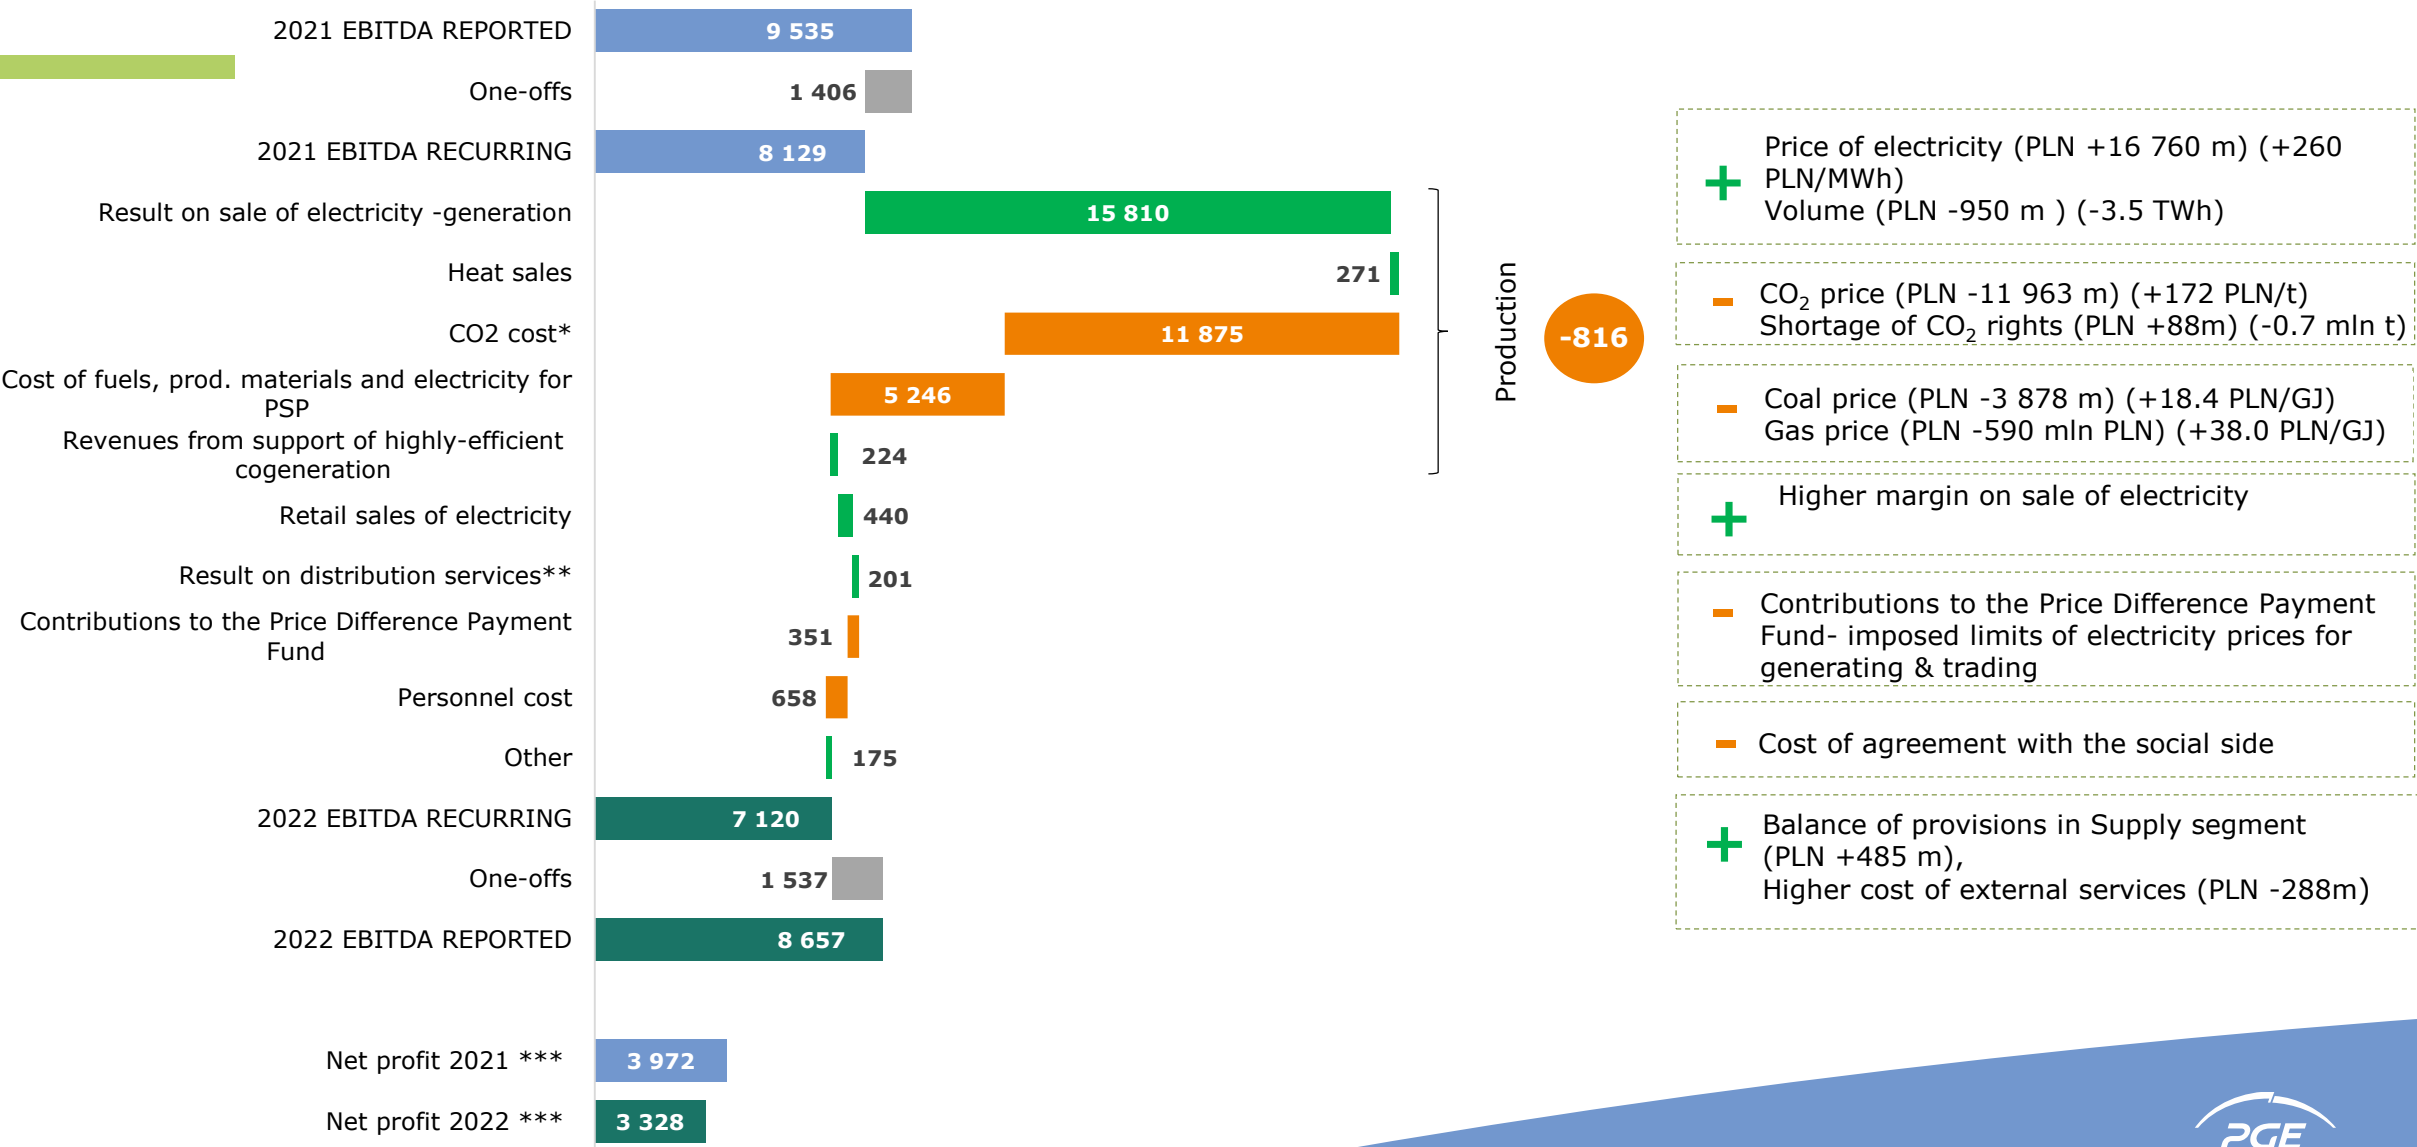 2021 EBITDA REPORTED
9 535
One-offs
1 406
2021 EBITDA RECURRING
8 129
Result on sale of electricity -generation
15 810
Heat sales
271
CO2 cost*
11 875
Cost of fuels, prod. materials and electricity for
PSP
5 246
Revenues from support of highly-efficient
cogeneration
224
Retail sales of electricity
440
Result on distribution services**
201
Contributions to the Price Difference Payment
Fund
351
Personnel cost
658
Other
175
2022 EBITDA RECURRING
7 120
One-offs
1 537
2022 EBITDA REPORTED
8 657
Net profit 2021 ***
3 972
Net profit 2022 ***
3 328
Production
-816
+
Price of electricity (PLN +16 760 m) (+260
PLN/MWh)
Volume (PLN -950 m ) (-3.5 TWh)
-
CO₂ price (PLN -11 963 m) (+172 PLN/t)
Shortage of CO₂ rights (PLN +88m) (-0.7 mln t)
-
Coal price (PLN -3 878 m) (+18.4 PLN/GJ)
Gas price (PLN -590 mln PLN) (+38.0 PLN/GJ)
+
Higher margin on sale of electricity
-
Contributions to the Price Difference Payment
Fund- imposed limits of electricity prices for
generating & trading
-
Cost of agreement with the social side
+
Balance of provisions in Supply segment
(PLN +485 m),
Higher cost of external services (PLN -288m)
PGE